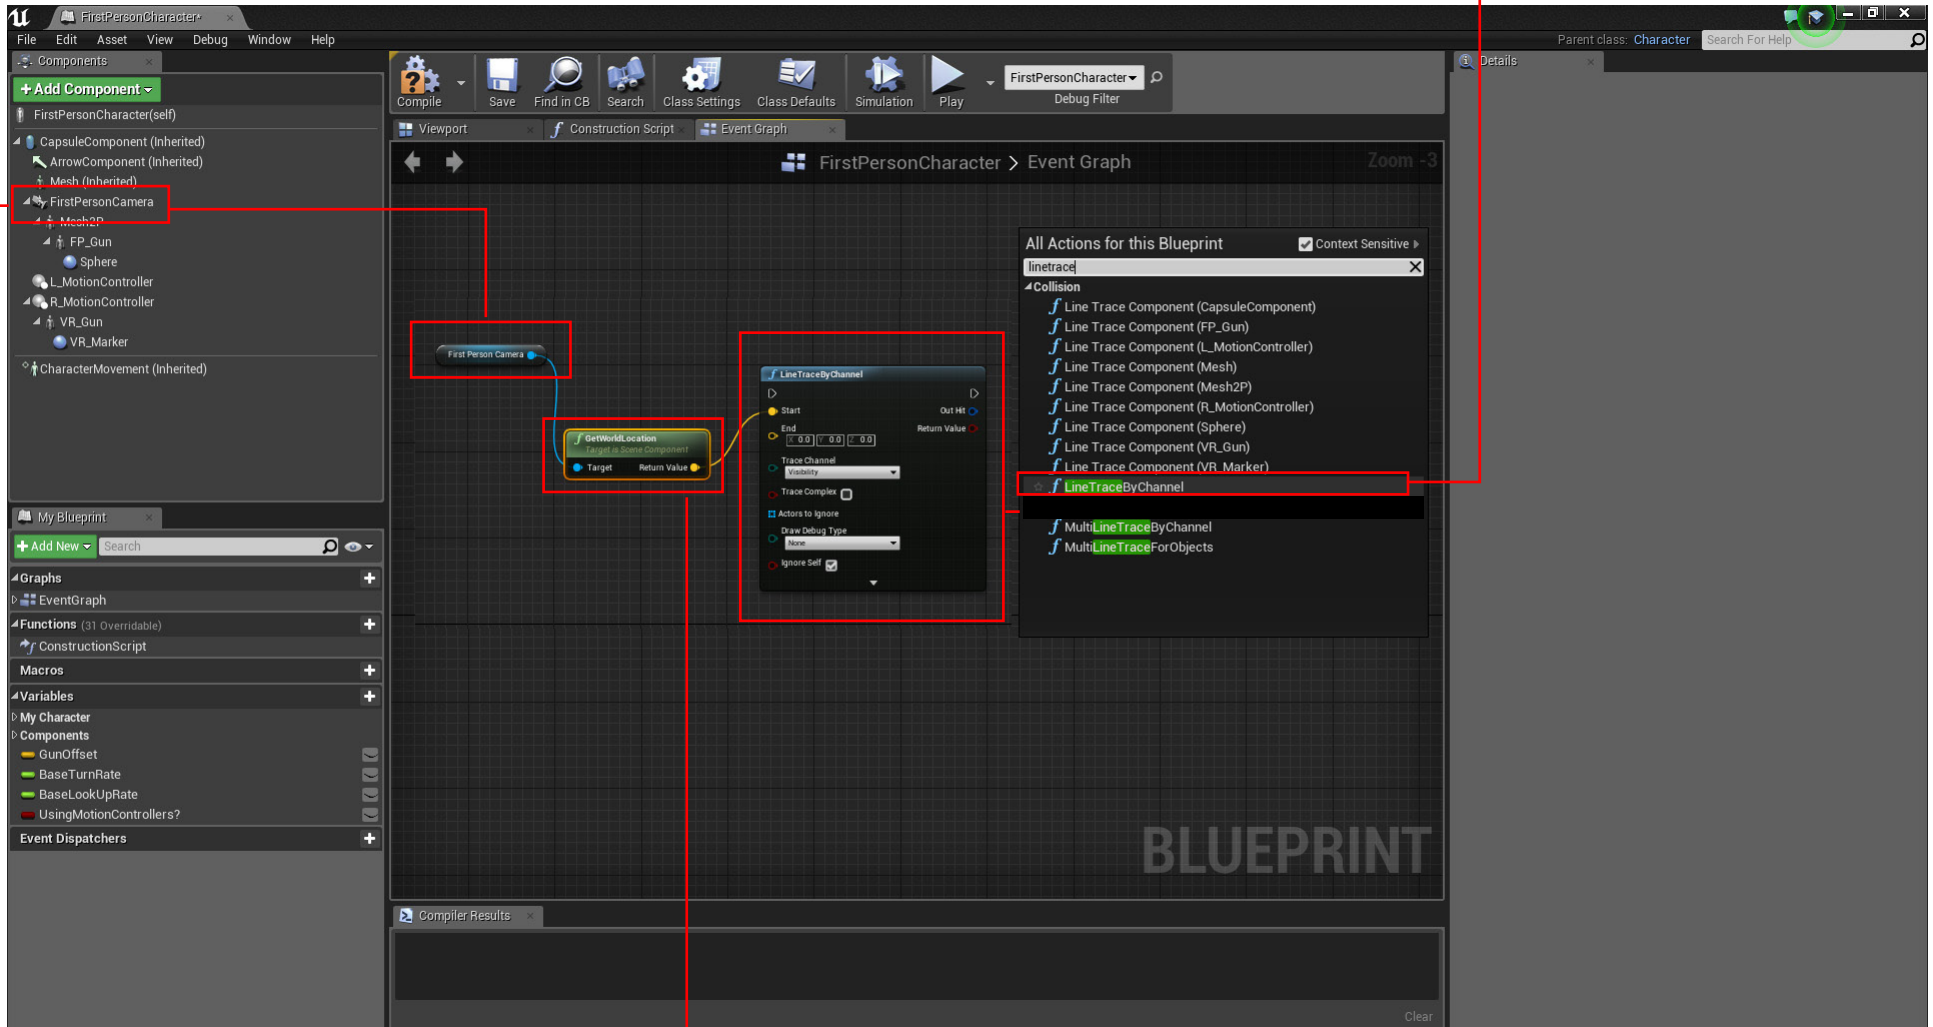 FirstPersonCharacter*
File Edit Asset View Debug Window Help
Parent class: Character
Search For Help
Components
+Add Component
FirstPersonCharacter(self)
CapsuleComponent (Inherited)
ArrowComponent (Inherited)
Mesh (Inherited)
FirstPersonCamera
Mesh2P
FP_Gun
Sphere
L_MotionController
R_MotionController
VR_Gun
VR_Marker
CharacterMovement (Inherited)
My Blueprint
+Add New
Search
Graphs
EventGraph
Functions (31 Overridable)
ConstructionScript
Macros
Variables
My Character
Components
GunOffset
BaseTurnRate
BaseLookUpRate
UsingMotionControllers?
Event Dispatchers
Compile Save Find in CB Search Class Settings Class Defaults Simulation Play
FirstPersonCharacter
Debug Filter
Viewport
Construction Script
Event Graph
FirstPersonCharacter > Event Graph
Zoom -3
First Person Camera
GetWorldLocation
Target is Scene Component
Target Return Value
LineTraceByChannel
Start Out Hit
End Return Value
X 0.0 Y 0.0 Z 0.0
Trace Channel
Visibility
Trace Complex
Actors to Ignore
Draw Debug Type
None
Ignore Self
All Actions for this Blueprint
Context Sensitive
linetrace
Collision
Line Trace Component (CapsuleComponent)
Line Trace Component (FP_Gun)
Line Trace Component (L_MotionController)
Line Trace Component (Mesh)
Line Trace Component (Mesh2P)
Line Trace Component (R_MotionController)
Line Trace Component (Sphere)
Line Trace Component (VR_Gun)
Line Trace Component (VR_Marker)
LineTraceByChannel
MultiLineTraceByChannel
MultiLineTraceForObjects
BLUEPRINT
Compiler Results
Clear
Details